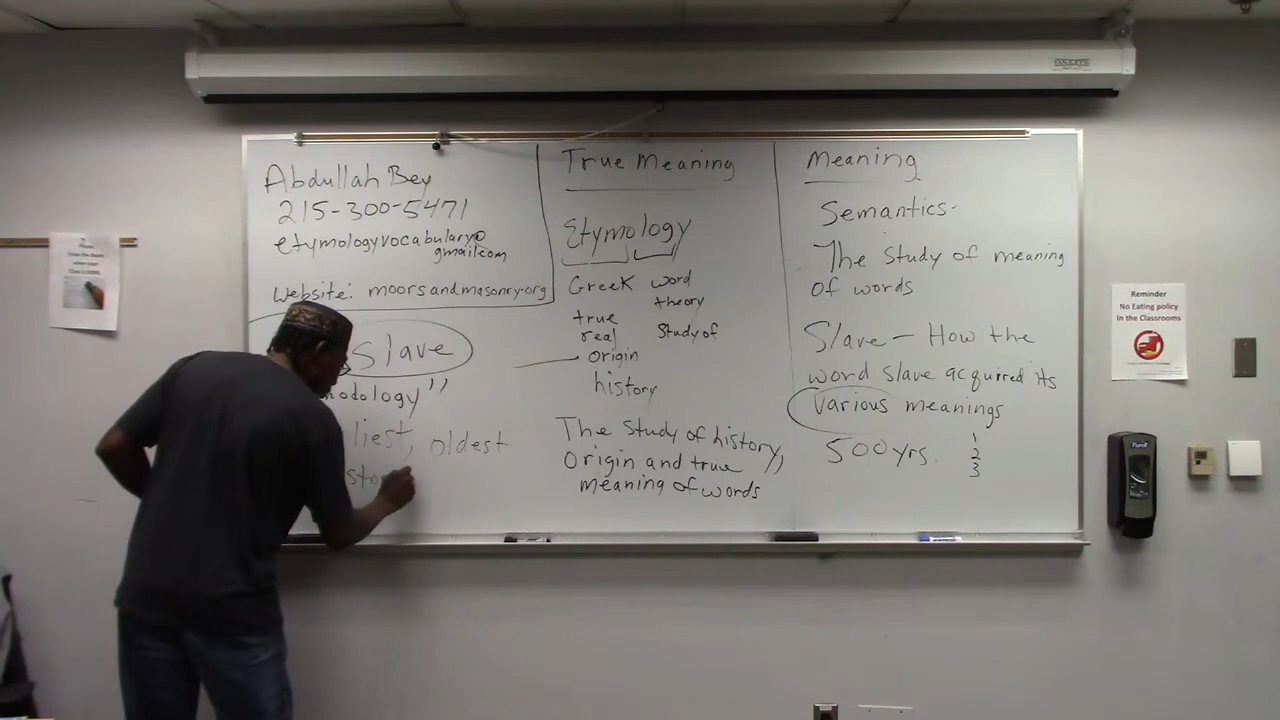 Abdullah Bey
215-300-5471
etymologyvocabulary@
gmail.com
website: moorsandmasonry.org
Slave
hodology"
liest, oldest
sto
True Meaning
Etymology
Greek word
theory
true
real Study of
origin
history
The Study of history,
Origin and true
meaning of words
Meaning
Semantics-
The Study of meaning
of words
Slave – How the
word slave acquired its
various meanings
500yrs. 1
2
3
Reminder
No Eating policy
In the Classrooms